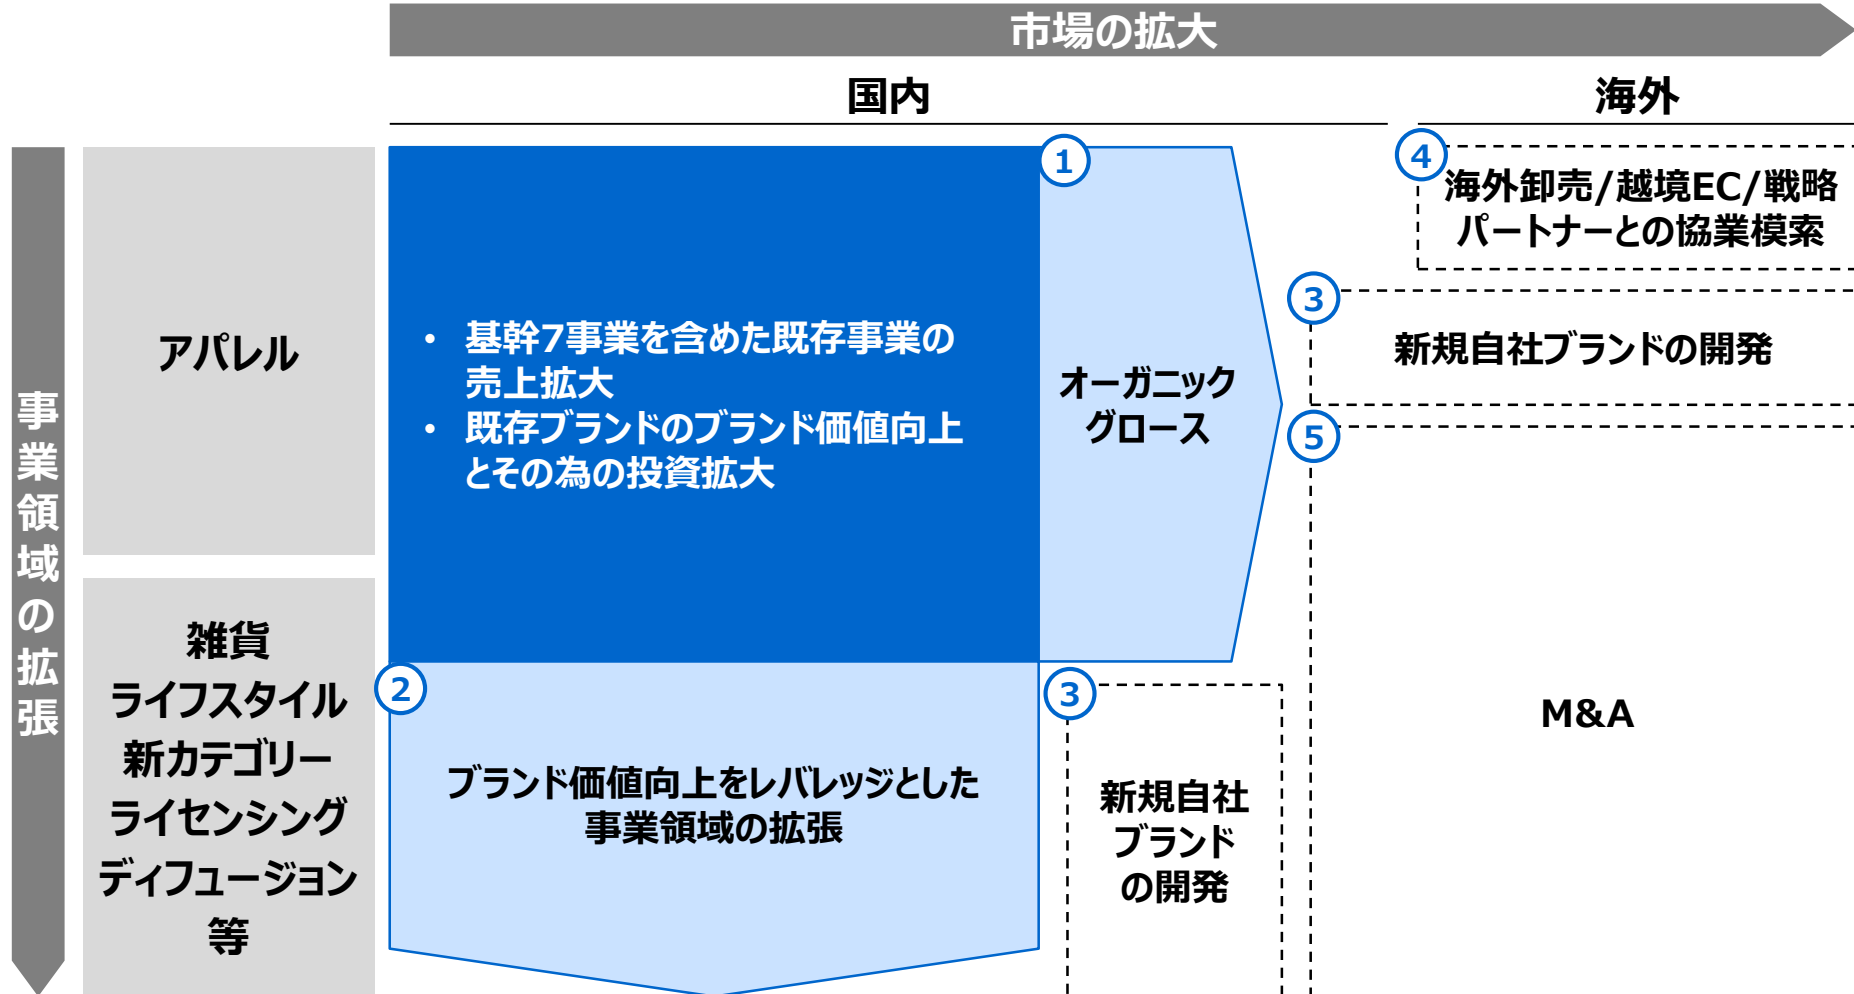 市場の拡大
国内
海外
事業領域の拡張
アパレル
雑貨
ライフスタイル
新カテゴリー
ライセンシング
ディフュージョン
等
• 基幹7事業を含めた既存事業の
売上拡大
• 既存ブランドのブランド価値向上
とその為の投資拡大
①
オーガニック
グロース
④
海外卸売/越境EC/戦略
パートナーとの協業模索
③
新規自社ブランドの開発
⑤
M&A
②
ブランド価値向上をレバレッジとした
事業領域の拡張
③
新規自社
ブランド
の開発